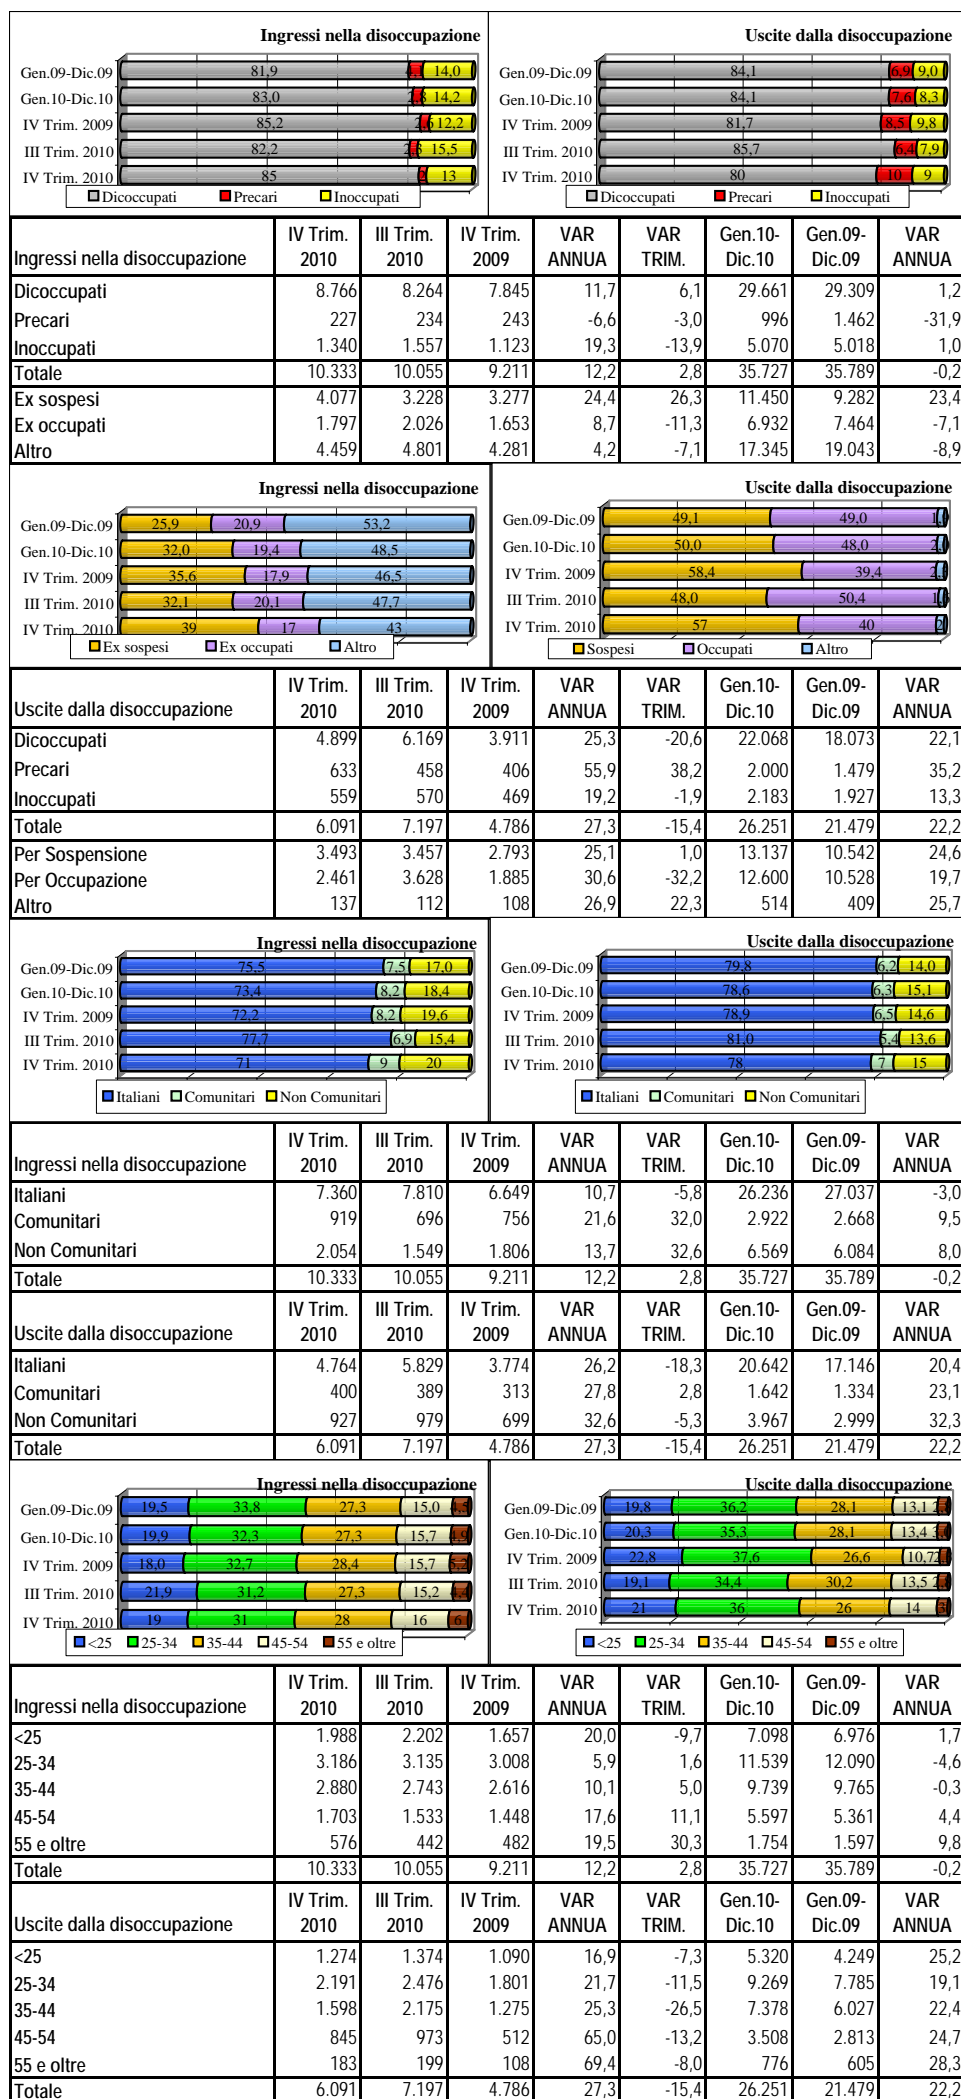 Ingressi nella disoccupazione
Gen.09-Dic.09 81,9 14,0
Gen.10-Dic.10 83,0 2,8 14,2
IV Trim. 2009 85,2 2,6 12,2
III Trim. 2010 82,2 2,3 15,5
IV Trim. 2010 85 2 13
Dicoccupati Precari Inoccupati
Uscite dalla disoccupazione
Gen.09-Dic.09 84,1 6,9 9,0
Gen.10-Dic.10 84,1 7,6 8,3
IV Trim. 2009 81,7 8,5 9,8
III Trim. 2010 85,7 6,4 7,9
IV Trim. 2010 80 10 9
Dicoccupati Precari Inoccupati
Ingressi nella disoccupazione IV Trim. 2010 III Trim. 2010 IV Trim. 2009 VAR ANNUA VAR TRIM. Gen.10-Dic.10 Gen.09-Dic.09 VAR ANNUA
Dicoccupati 8.766 8.264 7.845 11,7 6,1 29.661 29.309 1,2
Precari 227 234 243 -6,6 -3,0 996 1.462 -31,9
Inoccupati 1.340 1.557 1.123 19,3 -13,9 5.070 5.018 1,0
Totale 10.333 10.055 9.211 12,2 2,8 35.727 35.789 -0,2
Ex sospesi 4.077 3.228 3.277 24,4 26,3 11.450 9.282 23,4
Ex occupati 1.797 2.026 1.653 8,7 -11,3 6.932 7.464 -7,1
Altro 4.459 4.801 4.281 4,2 -7,1 17.345 19.043 -8,9
Ingressi nella disoccupazione
Gen.09-Dic.09 25,9 20,9 53,2
Gen.10-Dic.10 32,0 19,4 48,5
IV Trim. 2009 35,6 17,9 46,5
III Trim. 2010 32,1 20,1 47,7
IV Trim. 2010 39 17 43
Ex sospesi Ex occupati Altro
Uscite dalla disoccupazione
Gen.09-Dic.09 49,1 49,0
Gen.10-Dic.10 50,0 48,0
IV Trim. 2009 58,4 39,4
III Trim. 2010 48,0 50,4
IV Trim. 2010 57 40 2
Sospesi Occupati Altro
Uscite dalla disoccupazione IV Trim. 2010 III Trim. 2010 IV Trim. 2009 VAR ANNUA VAR TRIM. Gen.10-Dic.10 Gen.09-Dic.09 VAR ANNUA
Dicoccupati 4.899 6.169 3.911 25,3 -20,6 22.068 18.073 22,1
Precari 633 458 406 55,9 38,2 2.000 1.479 35,2
Inoccupati 559 570 469 19,2 -1,9 2.183 1.927 13,3
Totale 6.091 7.197 4.786 27,3 -15,4 26.251 21.479 22,2
Per Sospensione 3.493 3.457 2.793 25,1 1,0 13.137 10.542 24,6
Per Occupazione 2.461 3.628 1.885 30,6 -32,2 12.600 10.528 19,7
Altro 137 112 108 26,9 22,3 514 409 25,7
Ingressi nella disoccupazione
Gen.09-Dic.09 75,5 7,5 17,0
Gen.10-Dic.10 73,4 8,2 18,4
IV Trim. 2009 72,2 8,2 19,6
III Trim. 2010 77,7 6,9 15,4
IV Trim. 2010 71 9 20
Italiani Comunitari Non Comunitari
Uscite dalla disoccupazione
Gen.09-Dic.09 79,8 6,2 14,0
Gen.10-Dic.10 78,6 6,3 15,1
IV Trim. 2009 78,9 6,5 14,6
III Trim. 2010 81,0 5,4 13,6
IV Trim. 2010 78 7 15
Italiani Comunitari Non Comunitari
Ingressi nella disoccupazione IV Trim. 2010 III Trim. 2010 IV Trim. 2009 VAR ANNUA VAR TRIM. Gen.10-Dic.10 Gen.09-Dic.09 VAR ANNUA
Italiani 7.360 7.810 6.649 10,7 -5,8 26.236 27.037 -3,0
Comunitari 919 696 756 21,6 32,0 2.922 2.668 9,5
Non Comunitari 2.054 1.549 1.806 13,7 32,6 6.569 6.084 8,0
Totale 10.333 10.055 9.211 12,2 2,8 35.727 35.789 -0,2
Uscite dalla disoccupazione IV Trim. 2010 III Trim. 2010 IV Trim. 2009 VAR ANNUA VAR TRIM. Gen.10-Dic.10 Gen.09-Dic.09 VAR ANNUA
Italiani 4.764 5.829 3.774 26,2 -18,3 20.642 17.146 20,4
Comunitari 400 389 313 27,8 2,8 1.642 1.334 23,1
Non Comunitari 927 979 699 32,6 -5,3 3.967 2.999 32,3
Totale 6.091 7.197 4.786 27,3 -15,4 26.251 21.479 22,2
Ingressi nella disoccupazione
Gen.09-Dic.09 19,5 33,8 27,3 15,0 4,5
Gen.10-Dic.10 19,9 32,3 27,3 15,7 4,9
IV Trim. 2009 18,0 32,7 28,4 15,7 5,2
III Trim. 2010 21,9 31,2 27,3 15,2 4,4
IV Trim. 2010 19 31 28 16 6
<25 25-34 35-44 45-54 55 e oltre
Uscite dalla disoccupazione
Gen.09-Dic.09 19,8 36,2 28,1 13,1
Gen.10-Dic.10 20,3 35,3 28,1 13,4 3,0
IV Trim. 2009 22,8 37,6 26,6 10,7
III Trim. 2010 19,1 34,4 30,2 13,5
IV Trim. 2010 21 36 26 14 3
<25 25-34 35-44 45-54 55 e oltre
Ingressi nella disoccupazione IV Trim. 2010 III Trim. 2010 IV Trim. 2009 VAR ANNUA VAR TRIM. Gen.10-Dic.10 Gen.09-Dic.09 VAR ANNUA
<25 1.988 2.202 1.657 20,0 -9,7 7.098 6.976 1,7
25-34 3.186 3.135 3.008 5,9 1,6 11.539 12.090 -4,6
35-44 2.880 2.743 2.616 10,1 5,0 9.739 9.765 -0,3
45-54 1.703 1.533 1.448 17,6 11,1 5.597 5.361 4,4
55 e oltre 576 442 482 19,5 30,3 1.754 1.597 9,8
Totale 10.333 10.055 9.211 12,2 2,8 35.727 35.789 -0,2
Uscite dalla disoccupazione IV Trim. 2010 III Trim. 2010 IV Trim. 2009 VAR ANNUA VAR TRIM. Gen.10-Dic.10 Gen.09-Dic.09 VAR ANNUA
<25 1.274 1.374 1.090 16,9 -7,3 5.320 4.249 25,2
25-34 2.191 2.476 1.801 21,7 -11,5 9.269 7.785 19,1
35-44 1.598 2.175 1.275 25,3 -26,5 7.378 6.027 22,4
45-54 845 973 512 65,0 -13,2 3.508 2.813 24,7
55 e oltre 183 199 108 69,4 -8,0 776 605 28,3
Totale 6.091 7.197 4.786 27,3 -15,4 26.251 21.479 22,2